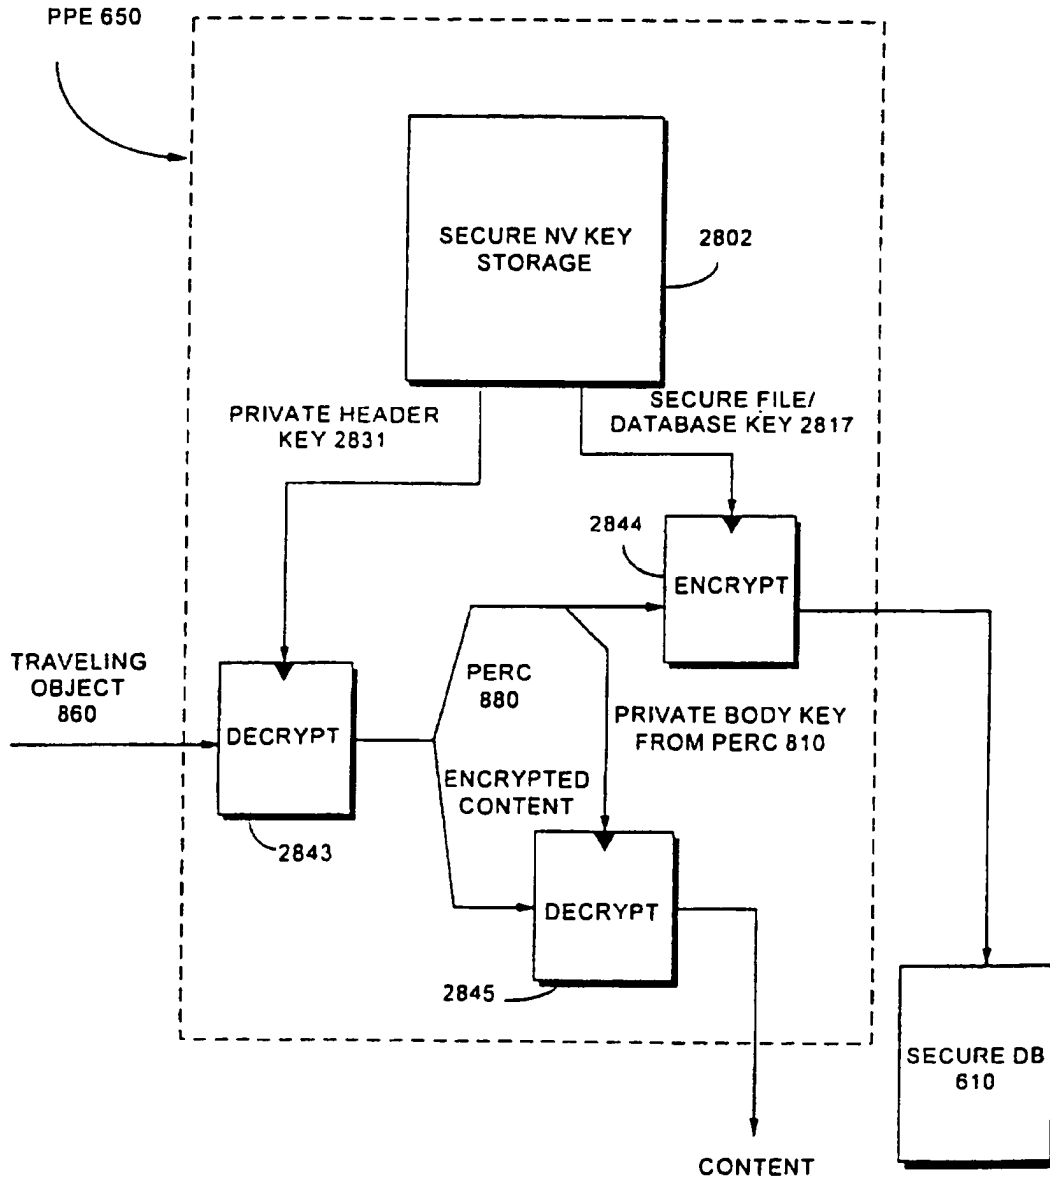 PPE 650
SECURE NV KEY
STORAGE
2802
PRIVATE HEADER
KEY 2831
SECURE FILE/
DATABASE KEY 2817
2844
ENCRYPT
TRAVELING
OBJECT
860
DECRYPT
PERC
880
PRIVATE BODY KEY
FROM PERC 810
ENCRYPTED
CONTENT
2843
DECRYPT
2845
SECURE DB
610
CONTENT